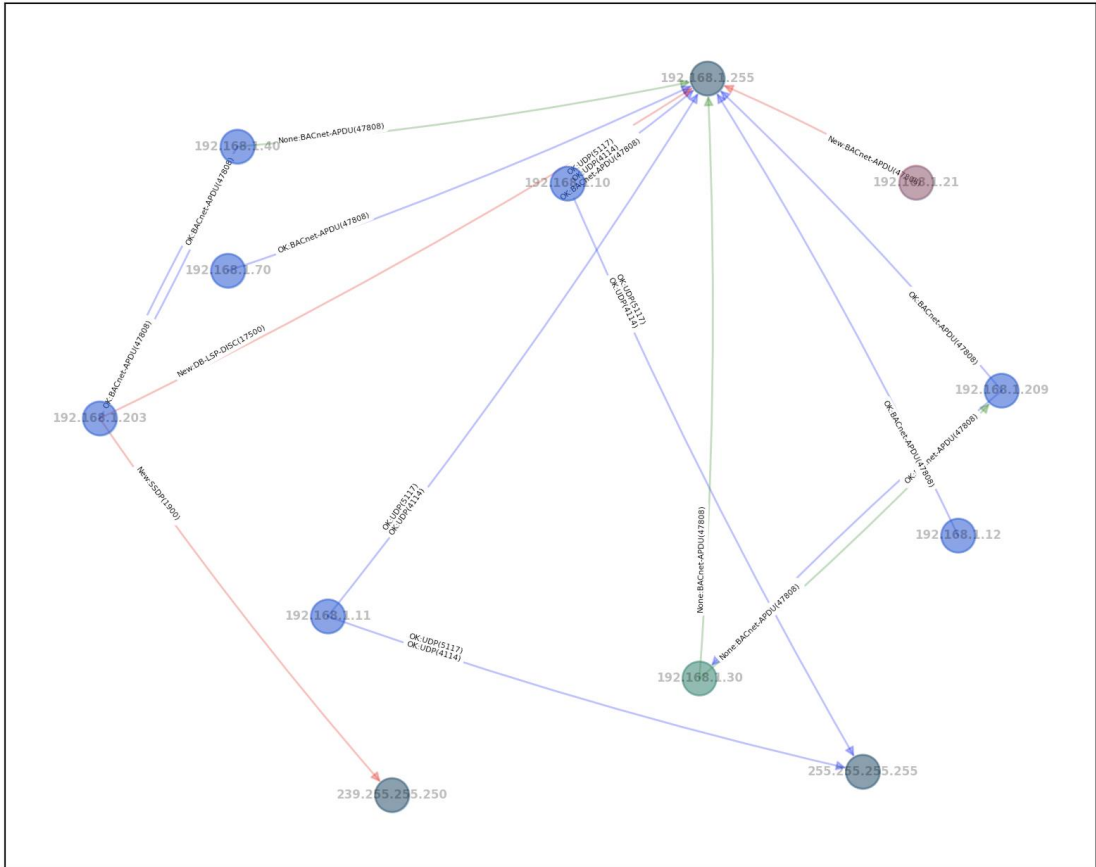 192.168.1.255
192.168.1.40
None:BACnet-APDU(47808)
OK:UDP(5117)
OK:UDP(4114)
OK:BACnet-APDU(47808)
192.168.1.10
New:BACnet-APDU(47808)
192.168.1.21
OK:BACnet-APDU(47808)
OK:BACnet-APDU(47808)
192.168.1.70
OK:UDP(5117)
OK:UDP(4114)
OK:BACnet-APDU(47808)
New:DB-LSP-DISC(17500)
OK:BACnet-APDU(47808)
192.168.1.203
192.168.1.209
OK:BACnet-APDU(47808)
OK:BACnet-APDU(47808)
New:SSDP(1900)
OK:UDP(5117)
OK:UDP(4114)
192.168.1.12
None:BACnet-APDU(47808)
192.168.1.11
None:BACnet-APDU(47808)
OK:UDP(5117)
OK:UDP(4114)
192.168.1.30
255.255.255.255
239.255.255.250